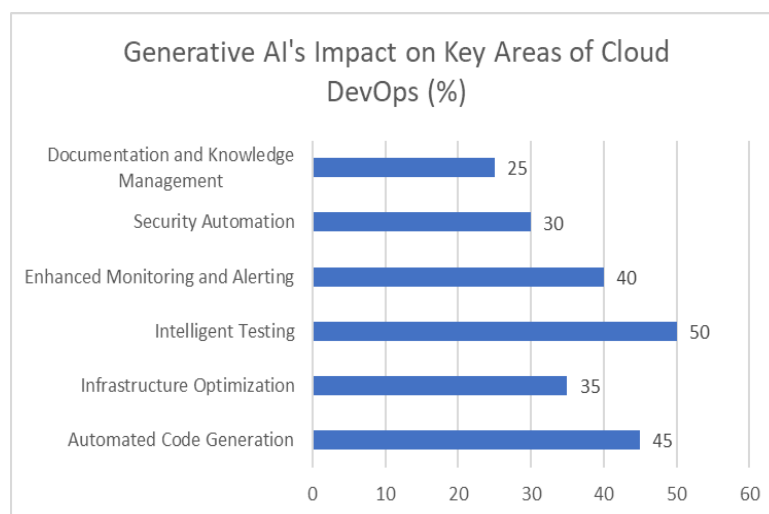 Generative AI's Impact on Key Areas of Cloud
DevOps (%)
Documentation and Knowledge
Management
25
Security Automation
30
Enhanced Monitoring and Alerting
40
Intelligent Testing
50
Infrastructure Optimization
35
Automated Code Generation
45
0 10 20 30 40 50 60